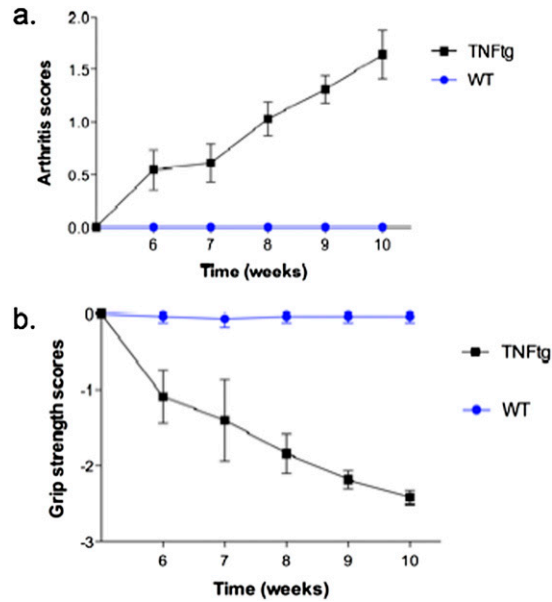 a.
2.0
1.5
1.0
0.5
0.0
Arthritis scores
6 7 8 9 10
Time (weeks)
TNFtg
WT
b.
0
-1
-2
-3
Grip strength scores
6 7 8 9 10
Time (weeks)
TNFtg
WT